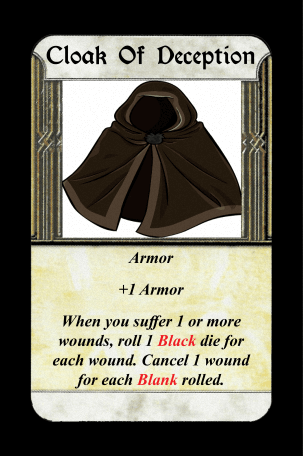 Cloak Of Deception
Armor
+1 Armor
When you suffer 1 or more
wounds, roll 1 Black die for
each wound. Cancel 1 wound
for each Blank rolled.